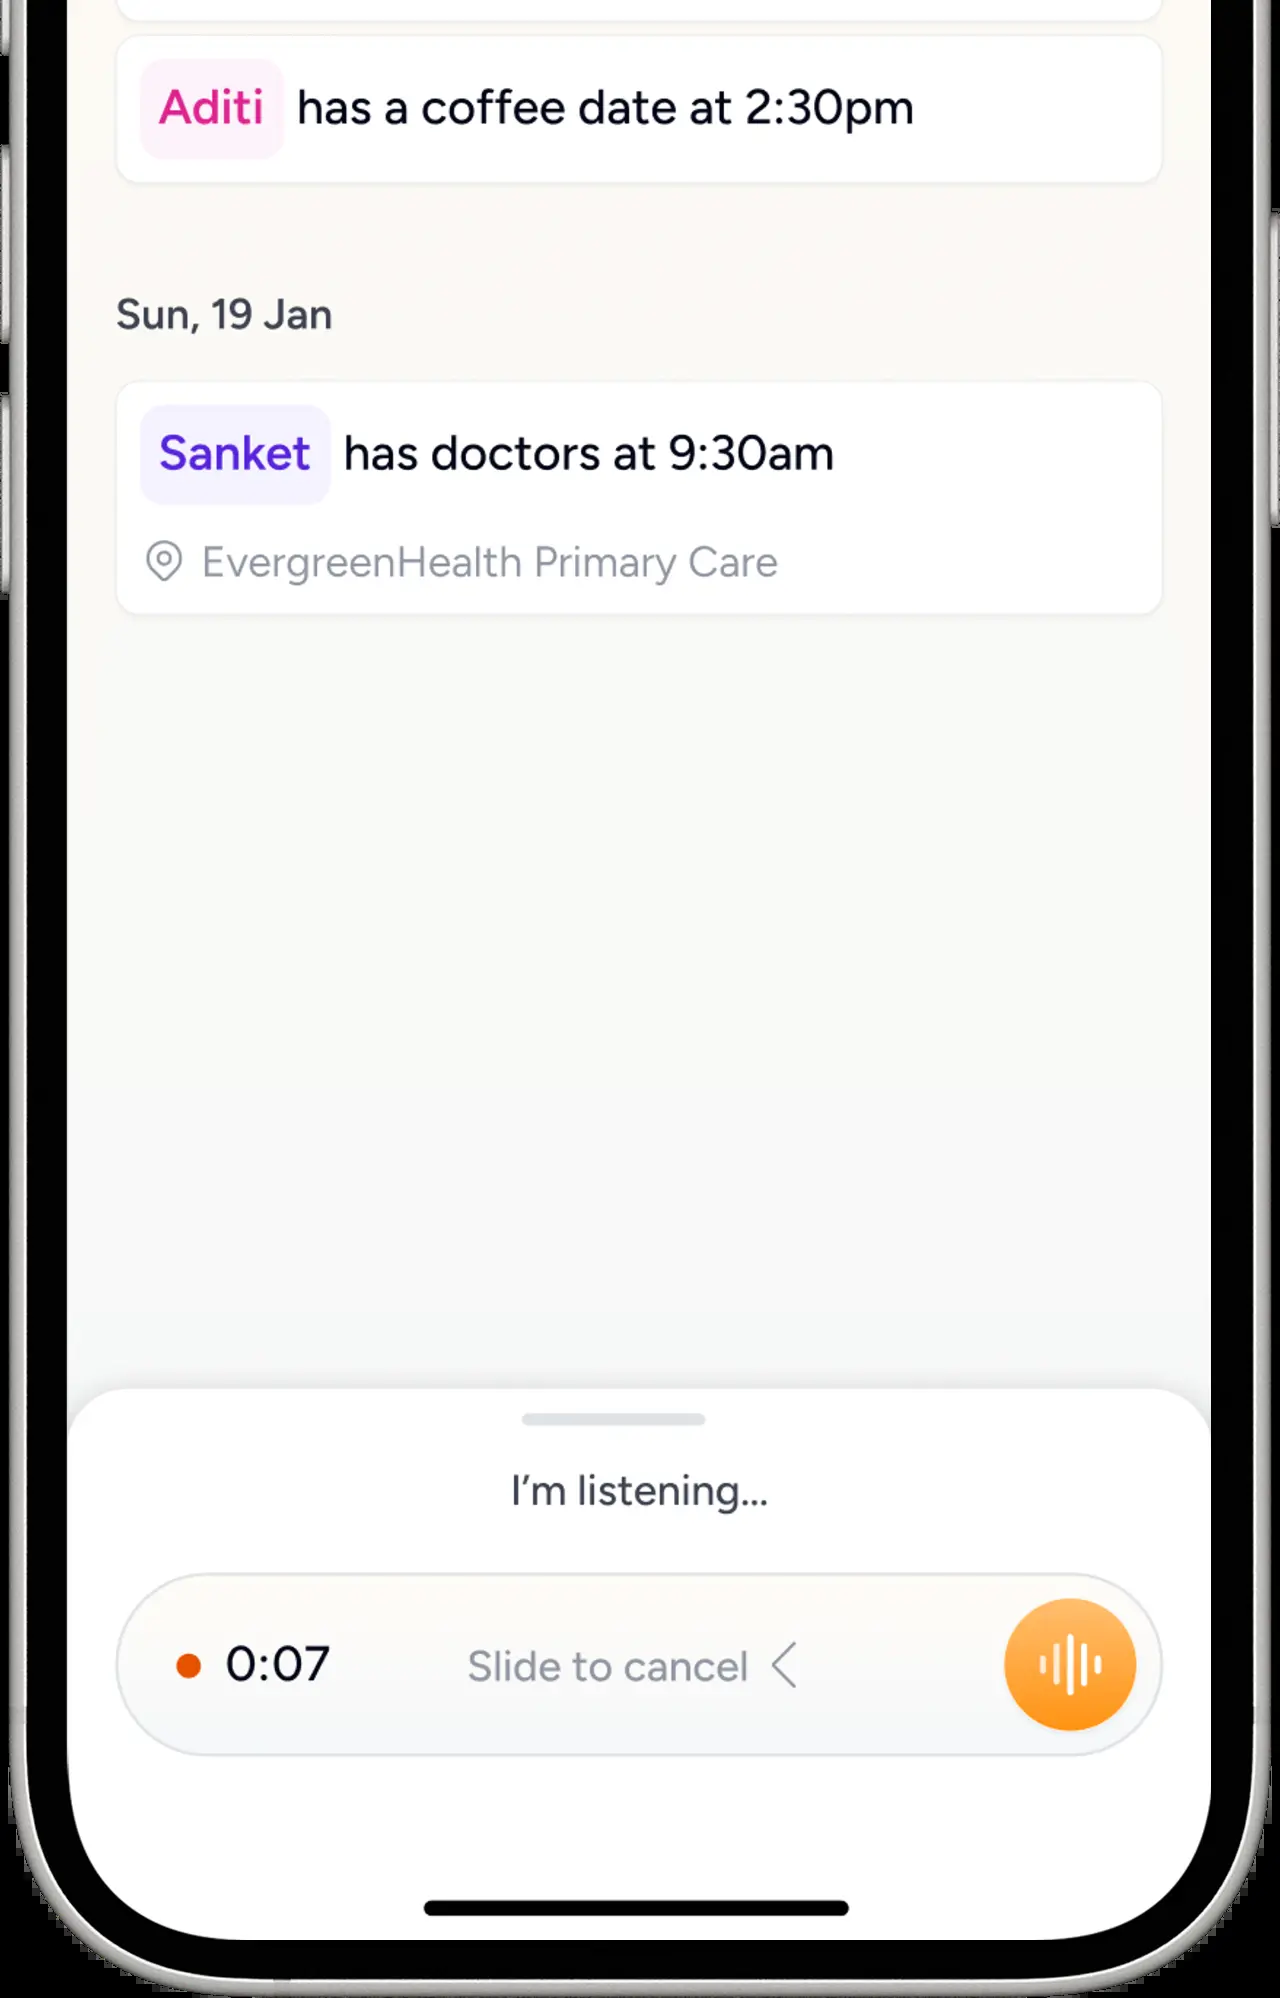 Aditi has a coffee date at 2:30pm
Sun, 19 Jan
Sanket has doctors at 9:30am
EvergreenHealth Primary Care
I’m listening...
0:07 Slide to cancel